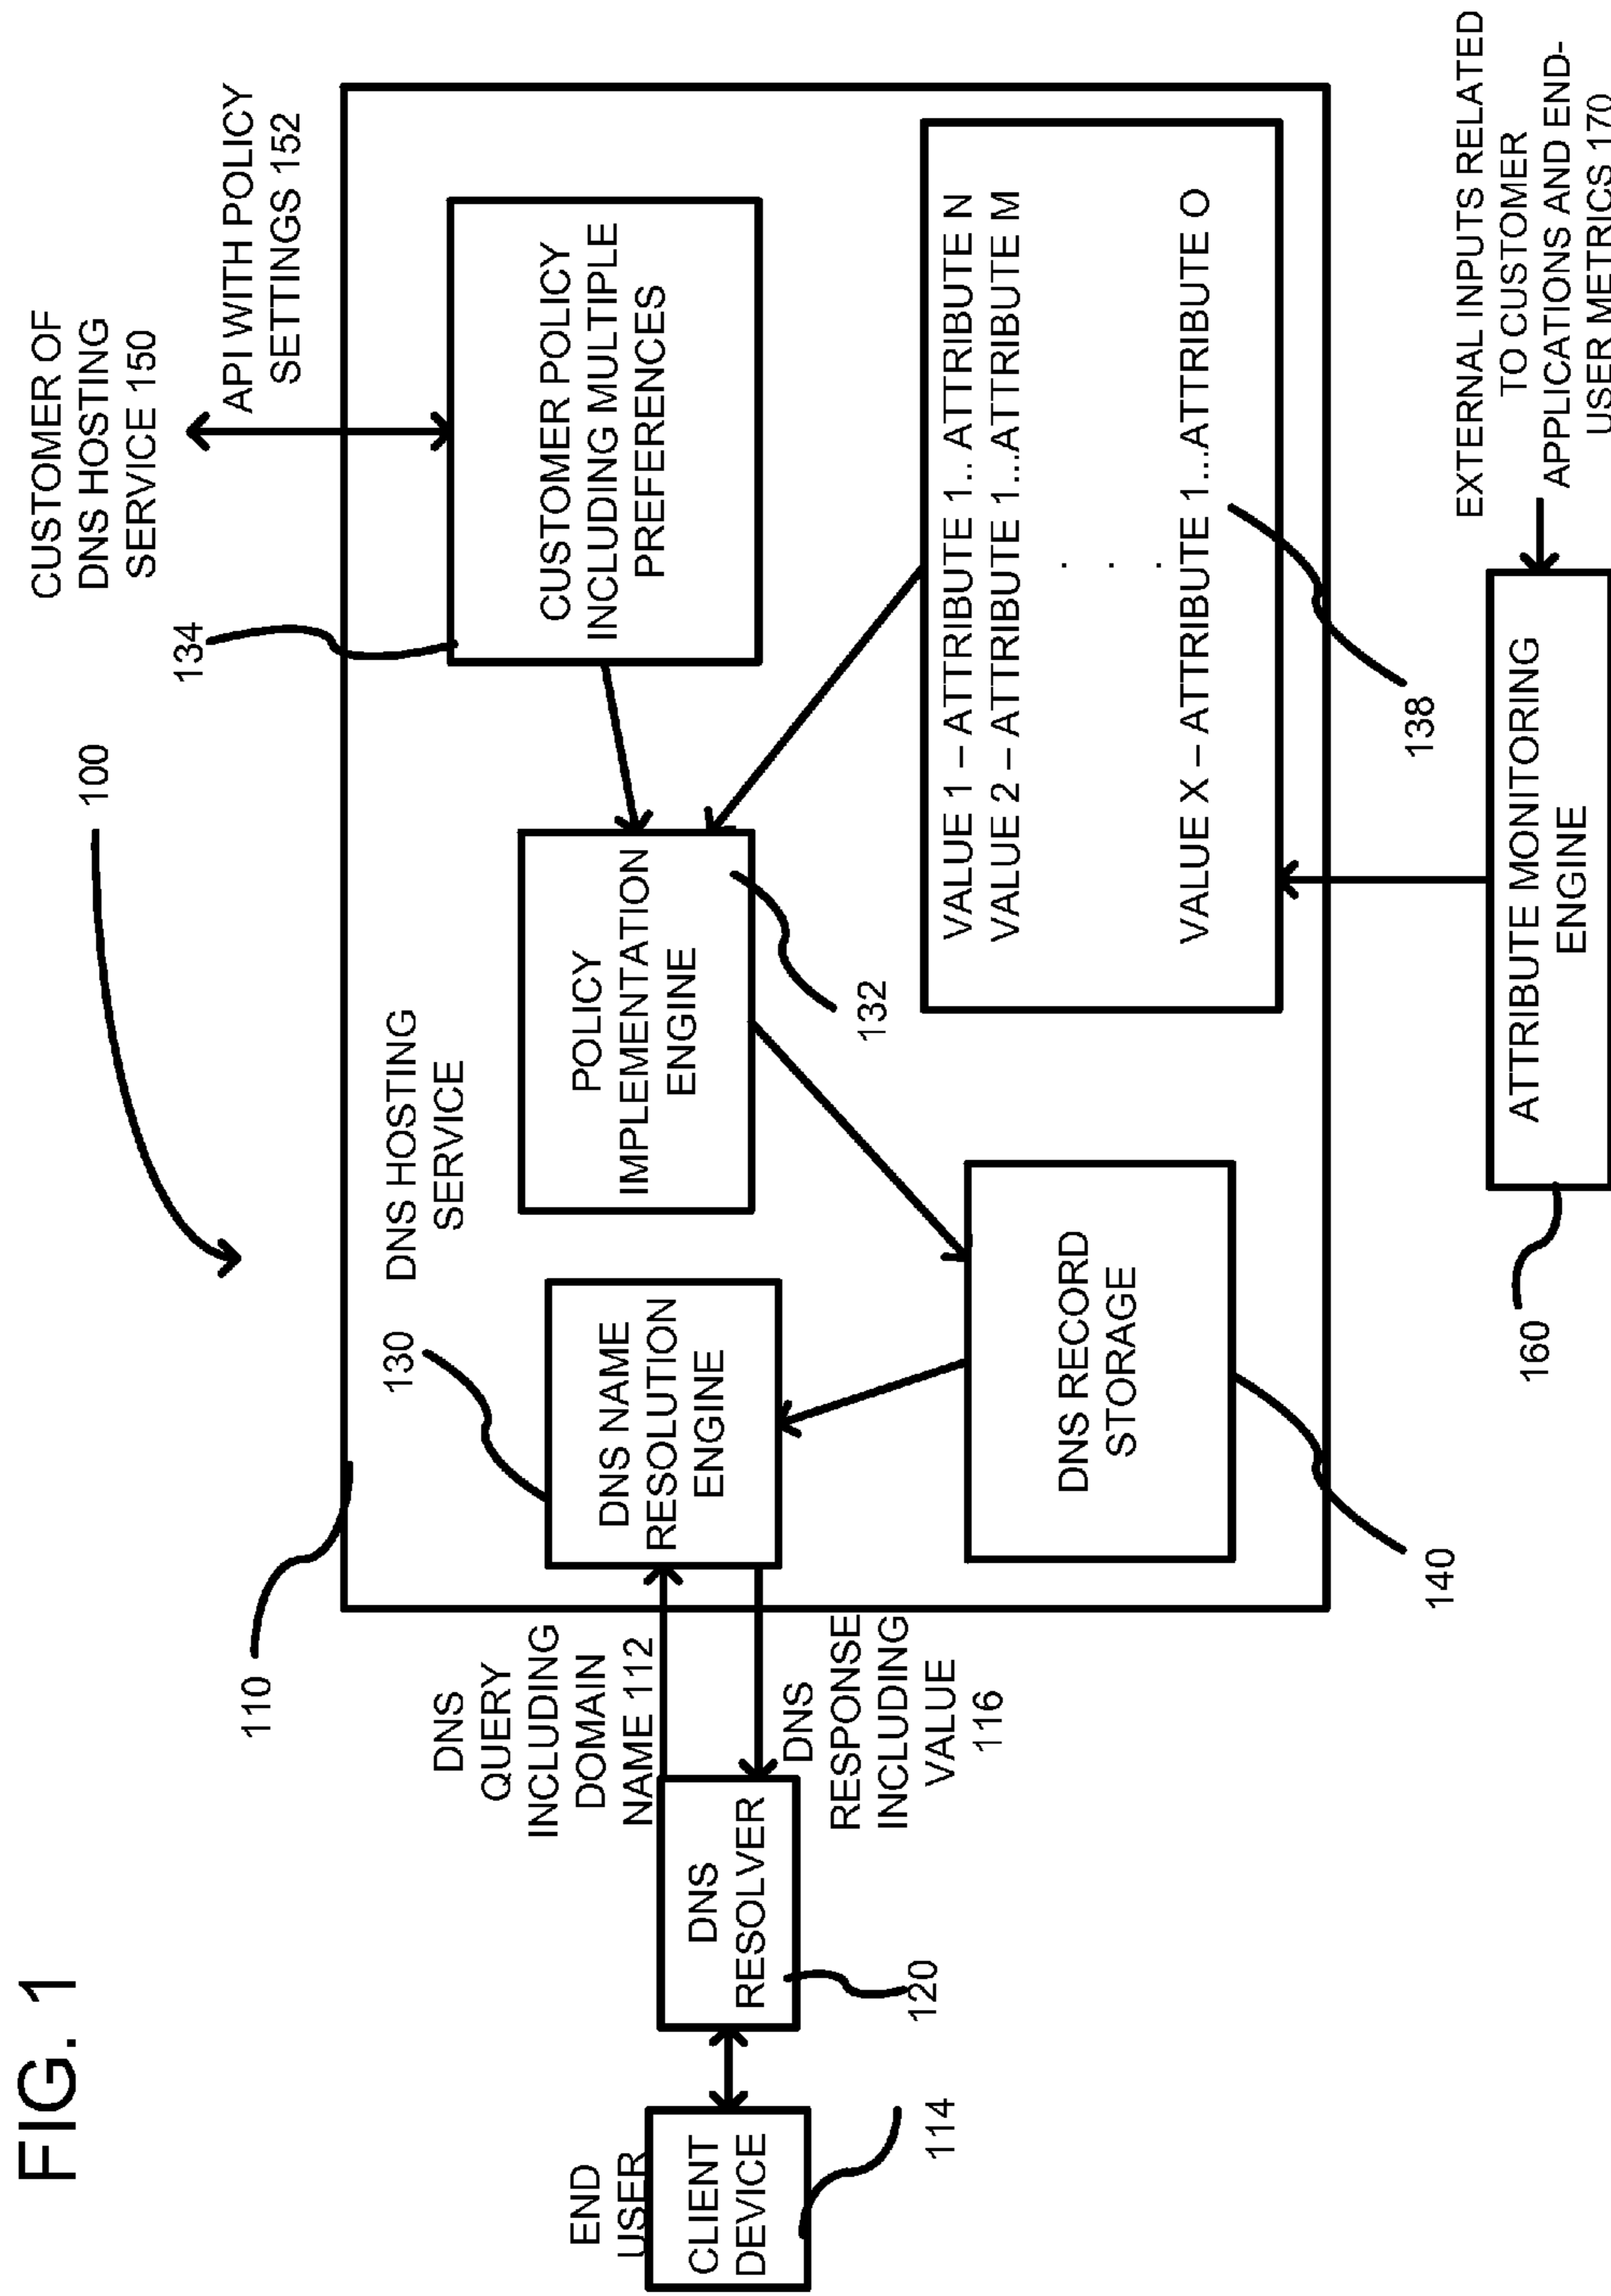 FIG. 1
100
CUSTOMER OF
DNS HOSTING
SERVICE 150
API WITH POLICY
SETTINGS 152
134
110
DNS HOSTING
SERVICE
130
END
USER
CLIENT
DEVICE
114
DNS
RESOLVER
120
DNS
QUERY
INCLUDING
DOMAIN
NAME 112
DNS
RESPONSE
INCLUDING
VALUE
116
DNS NAME
RESOLUTION
ENGINE
POLICY
IMPLEMENTATION
ENGINE
132
CUSTOMER POLICY
INCLUDING MULTIPLE
PREFERENCES
DNS RECORD
STORAGE
140
VALUE 1 – ATTRIBUTE 1.. ATTRIBUTE N
VALUE 2 – ATTRIBUTE 1...ATTRIBUTE M
.
.
.
VALUE X – ATTRIBUTE 1...ATTRIBUTE O
138
160
ATTRIBUTE MONITORING
ENGINE
EXTERNAL INPUTS RELATED
TO CUSTOMER
APPLICATIONS AND END-
USER METRICS 170